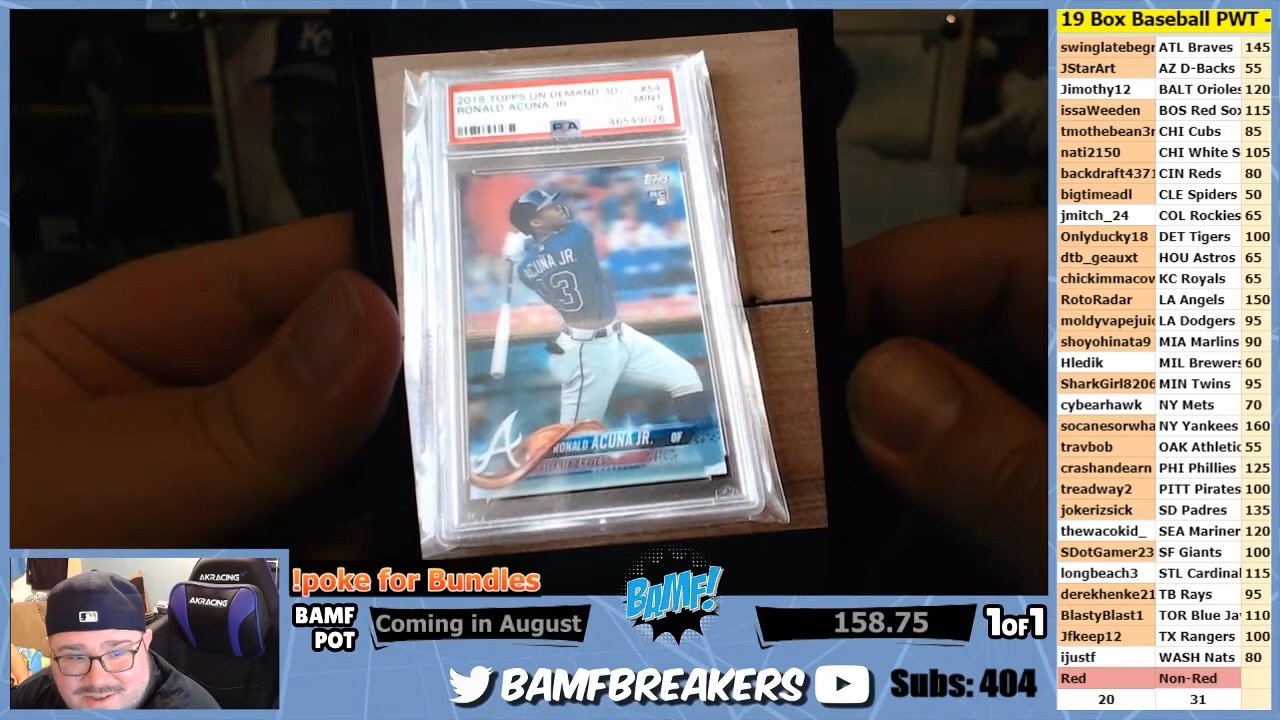 2018 TOPPS ON DEMAND 3D #54
RONALD ACUNA JR MINT
9
PSA 46549026
Topps
RC
ACUNA JR.
13
RONALD ACUNA JR. OF
ATLANTA BRAVES
!poke for Bundles
BAMF POT
Coming in August
BAMF!
158.75
1OF1
BAMFBREAKERS
Subs: 404
AKRACING
AKRACING
19 Box Baseball PWT -
swinglatebegr ATL Braves 145
JStarArt AZ D-Backs 55
Jimothy12 BALT Orioles 120
issaWeeden BOS Red Sox 115
tmothebean3r CHI Cubs 85
nati2150 CHI White S 105
backdraft4371 CIN Reds 80
bigtimeadl CLE Spiders 50
jmitch_24 COL Rockies 65
Onlyducky18 DET Tigers 100
dtb_geauxt HOU Astros 65
chickimmacov KC Royals 65
RotoRadar LA Angels 150
moldyvapejuic LA Dodgers 95
shoyohinata9 MIA Marlins 90
Hledik MIL Brewers 60
SharkGirl8206 MIN Twins 95
cybearhawk NY Mets 70
socanesorwha NY Yankees 160
travbob OAK Athletic 55
crashandearn PHI Phillies 125
treadway2 PITT Pirates 100
jokerizsick SD Padres 135
thewacokid_ SEA Mariner 120
SDotGamer23 SF Giants 100
longbeach3 STL Cardinal 115
derekhenke21 TB Rays 95
BlastyBlast1 TOR Blue Ja 110
Jfkeep12 TX Rangers 100
ijustf WASH Nats 80
Red Non-Red
20 31